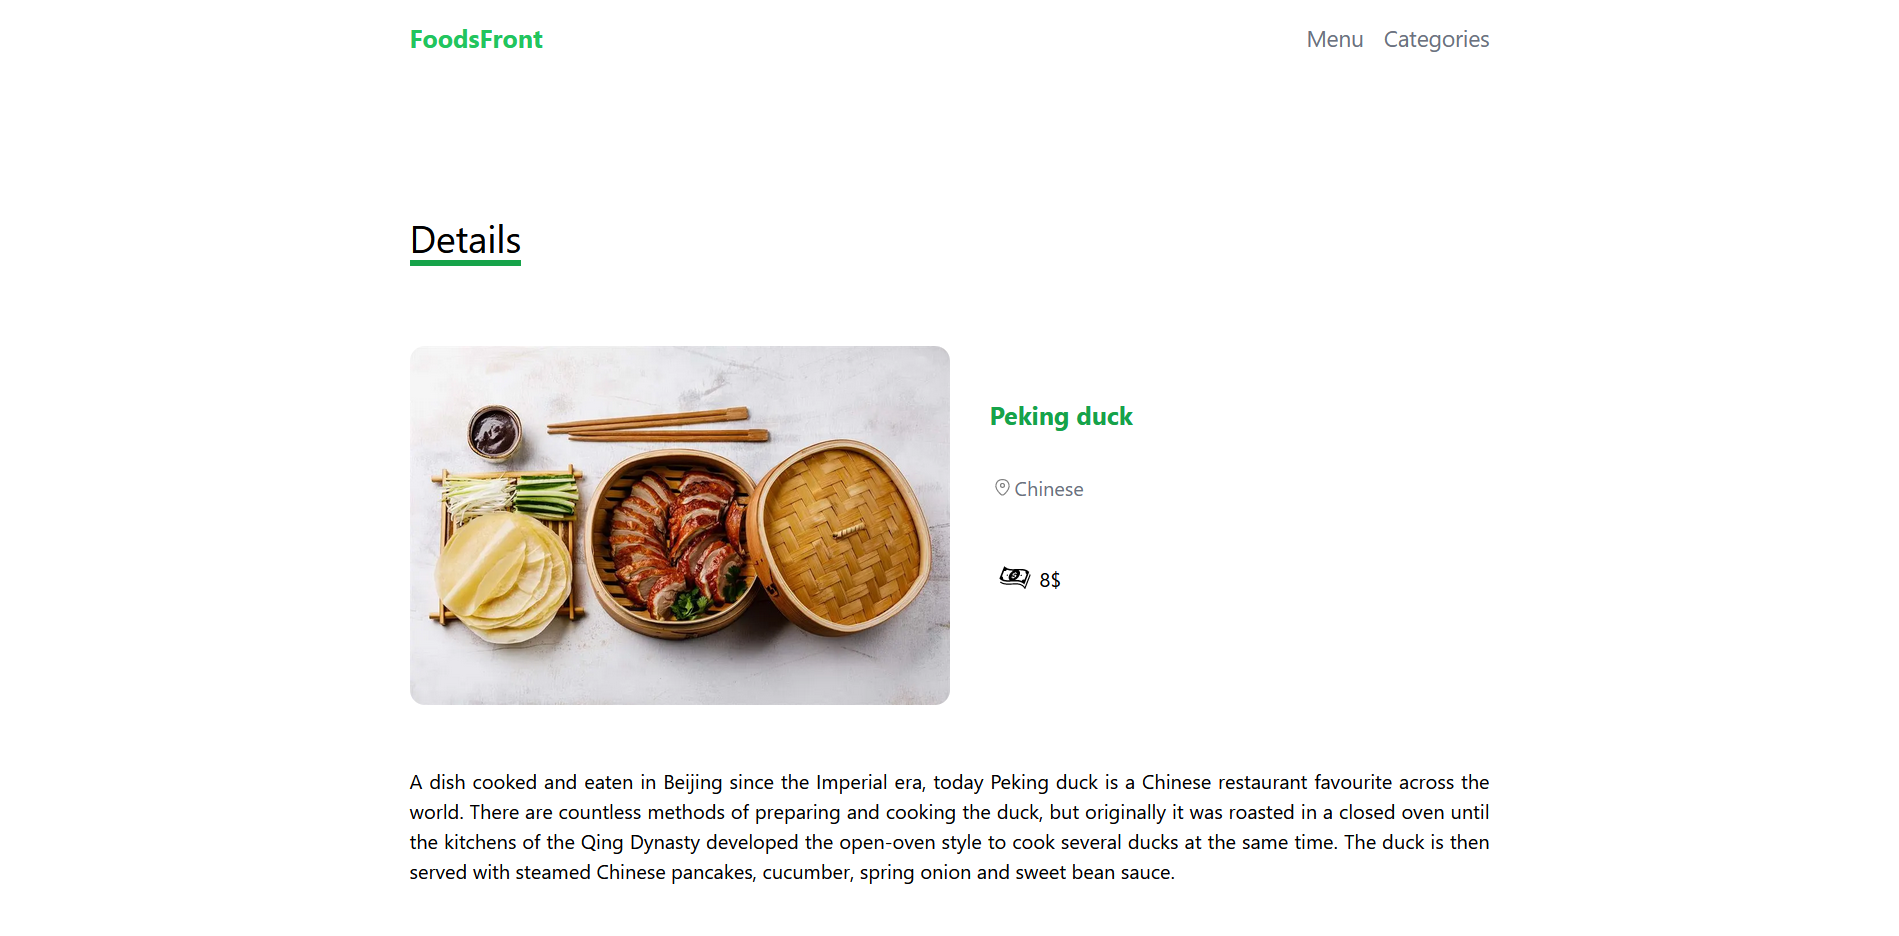 FoodsFront
Menu Categories
Details
Peking duck
Chinese
8$
A dish cooked and eaten in Beijing since the Imperial era, today Peking duck is a Chinese restaurant favourite across the
world. There are countless methods of preparing and cooking the duck, but originally it was roasted in a closed oven until
the kitchens of the Qing Dynasty developed the open-oven style to cook several ducks at the same time. The duck is then
served with steamed Chinese pancakes, cucumber, spring onion and sweet bean sauce.